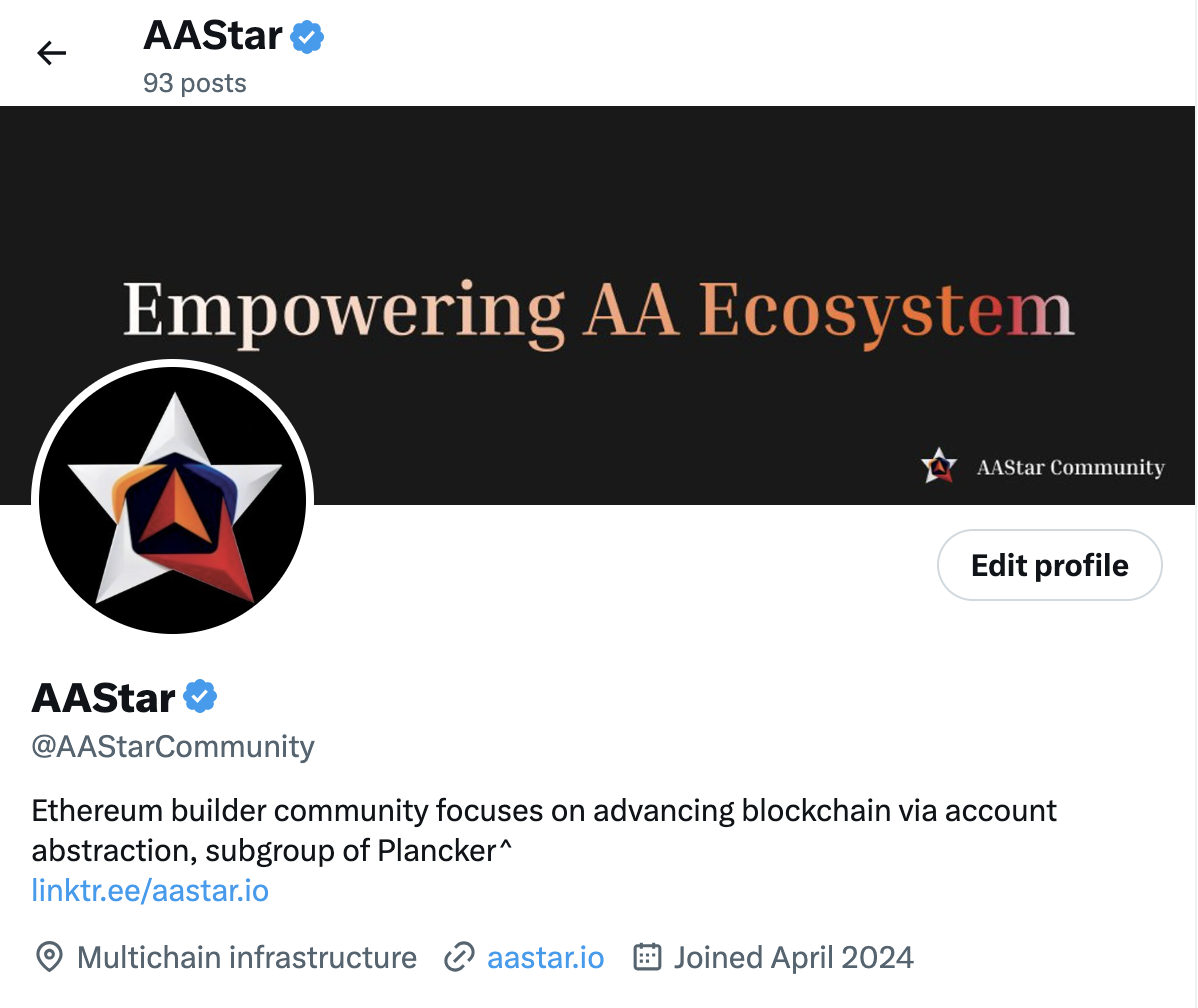 AAStar
93 posts
Empowering AA Ecosystem
AAStar Community
Edit profile
AAStar
@AAStarCommunity
Ethereum builder community focuses on advancing blockchain via account
abstraction, subgroup of Plancker^
linktr.ee/aastar.io
Multichain infrastructure aastar.io Joined April 2024